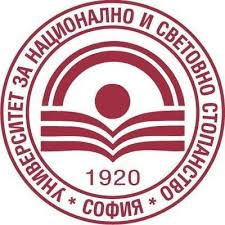 УНИВЕРСИТЕТ ЗА НАЦИОНАЛНО И СВЕТОВНО СТОПАНСТВО
1920
* СОФИЯ *